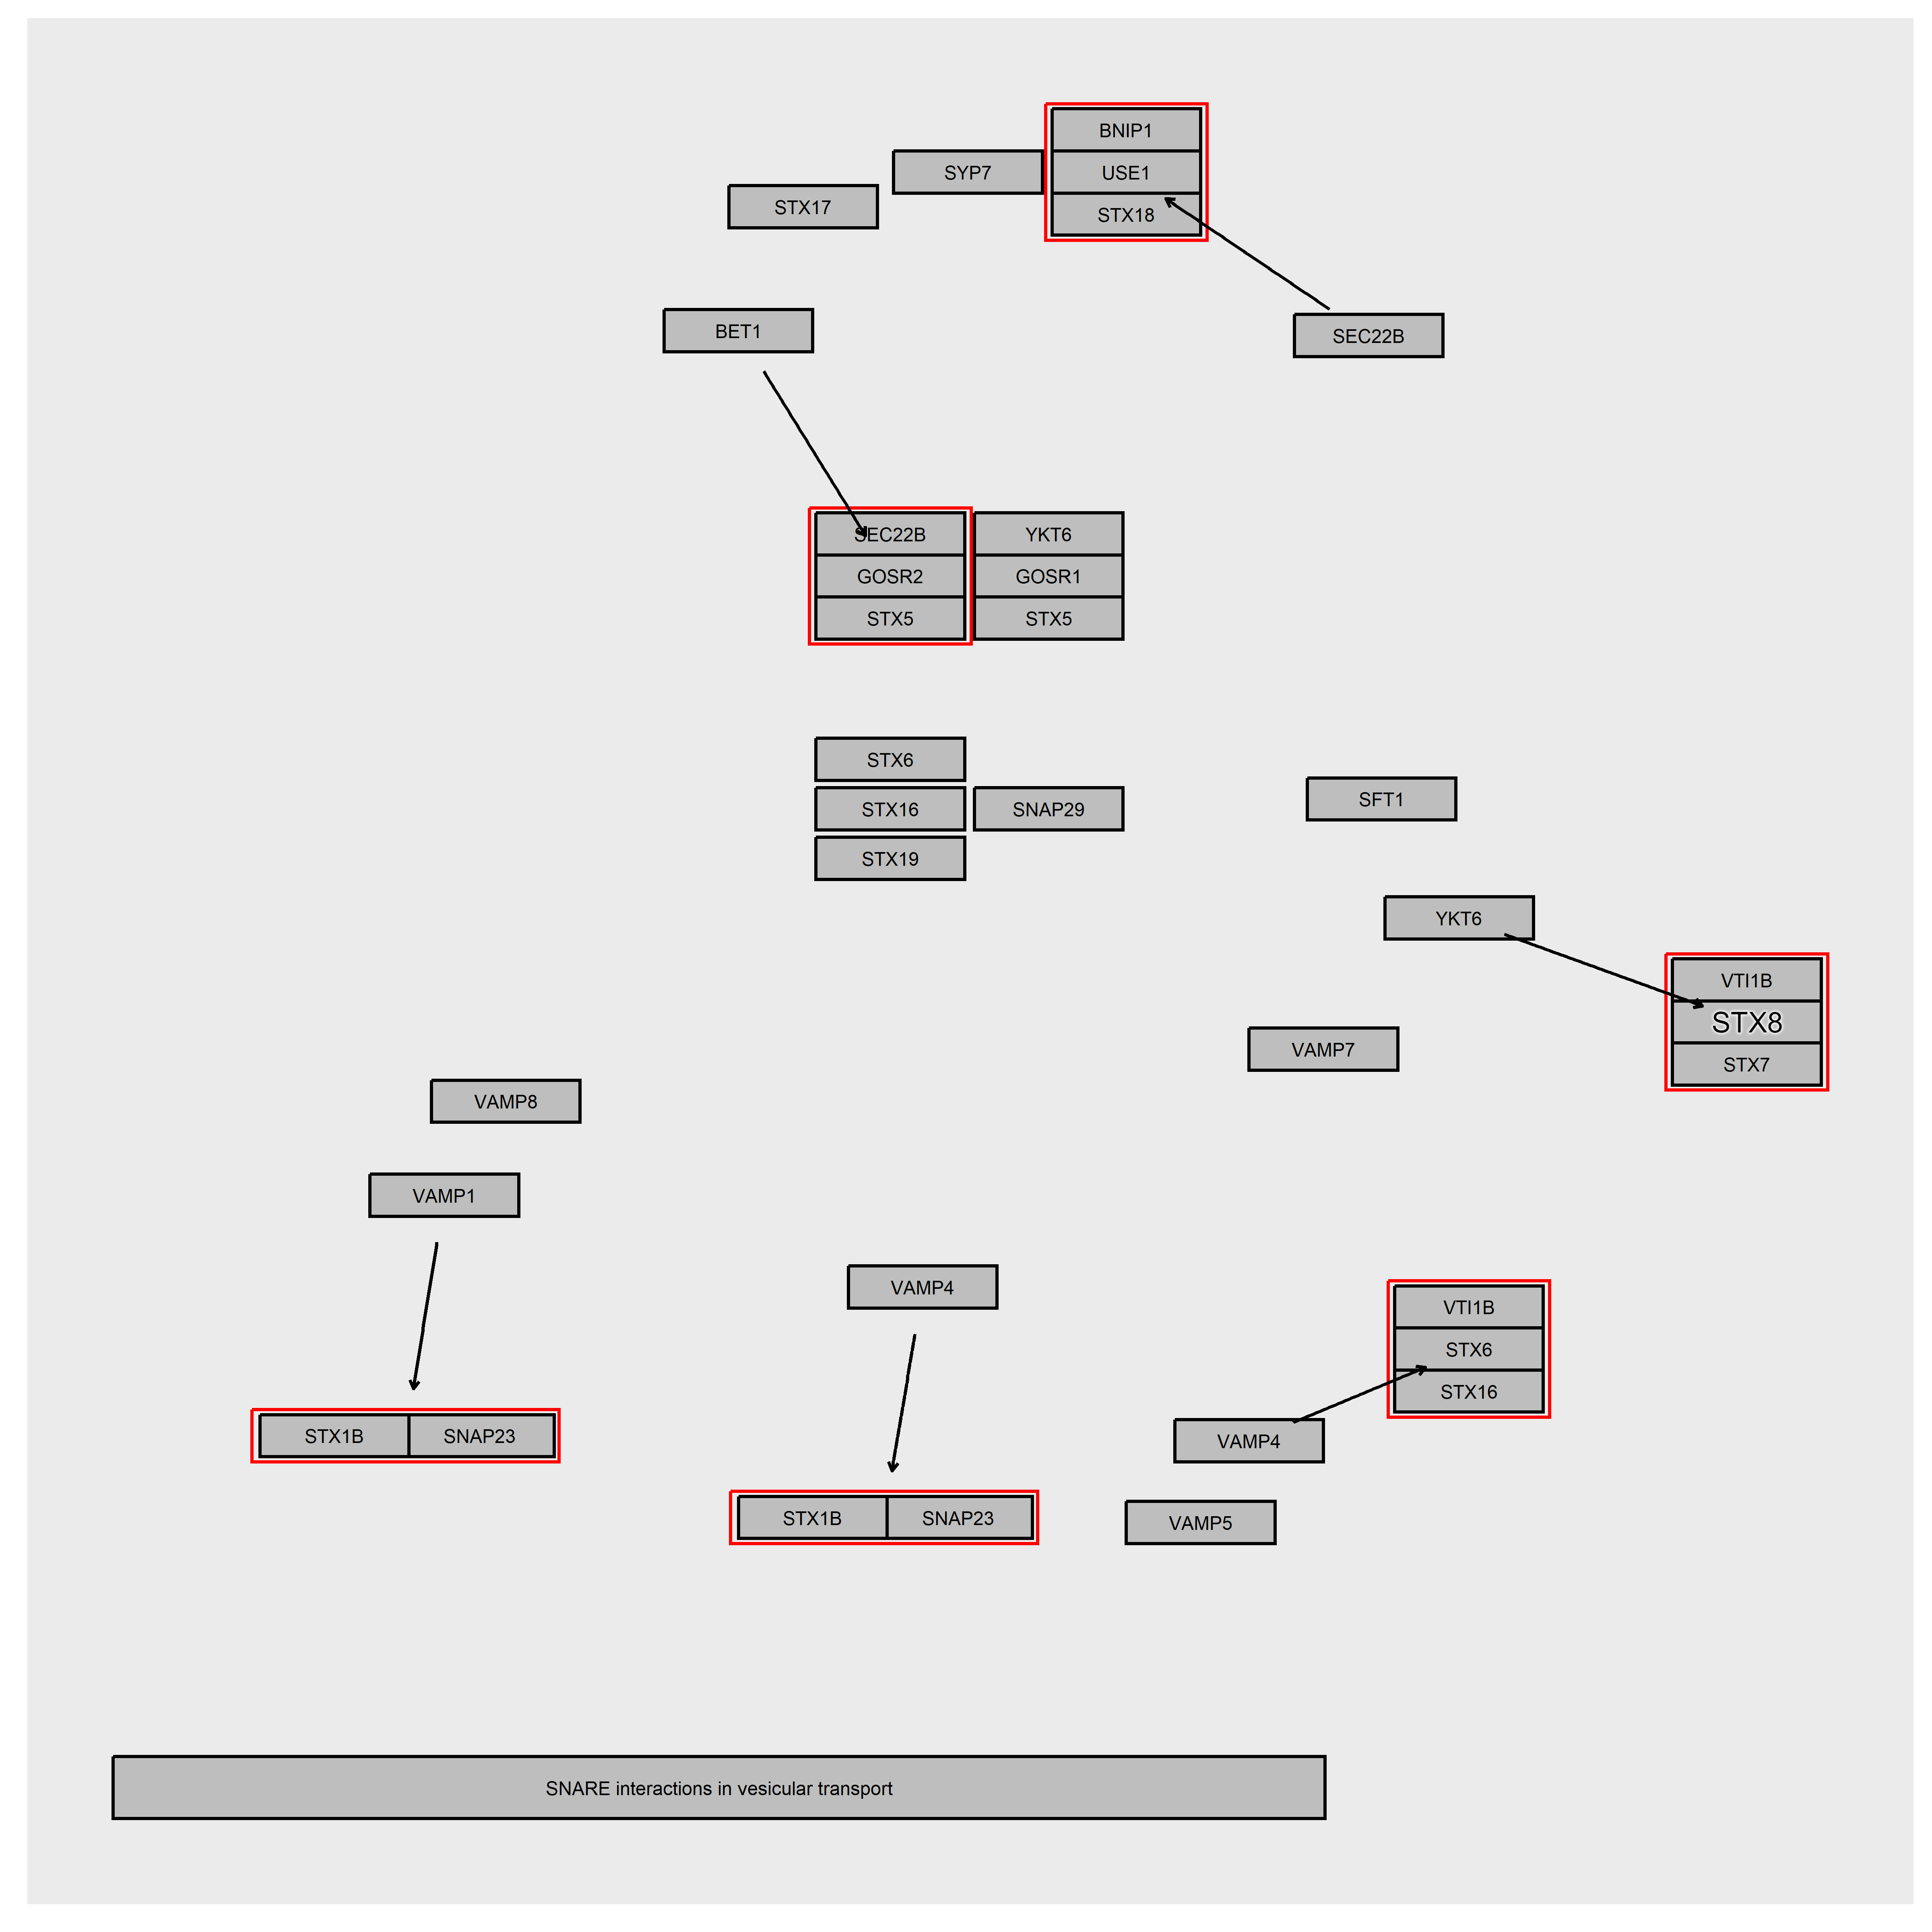 BNIP1
SYP7
USE1
STX17
STX18
BET1
SEC22B
SEC22B
YKT6
GOSR2
GOSR1
STX5
STX5
STX6
SFT1
STX16
SNAP29
STX19
YKT6
VTI1B
STX8
VAMP7
STX7
VAMP8
VAMP1
VAMP4
VTI1B
STX6
STX16
STX1B
SNAP23
VAMP4
STX1B
SNAP23
VAMP5
SNARE interactions in vesicular transport